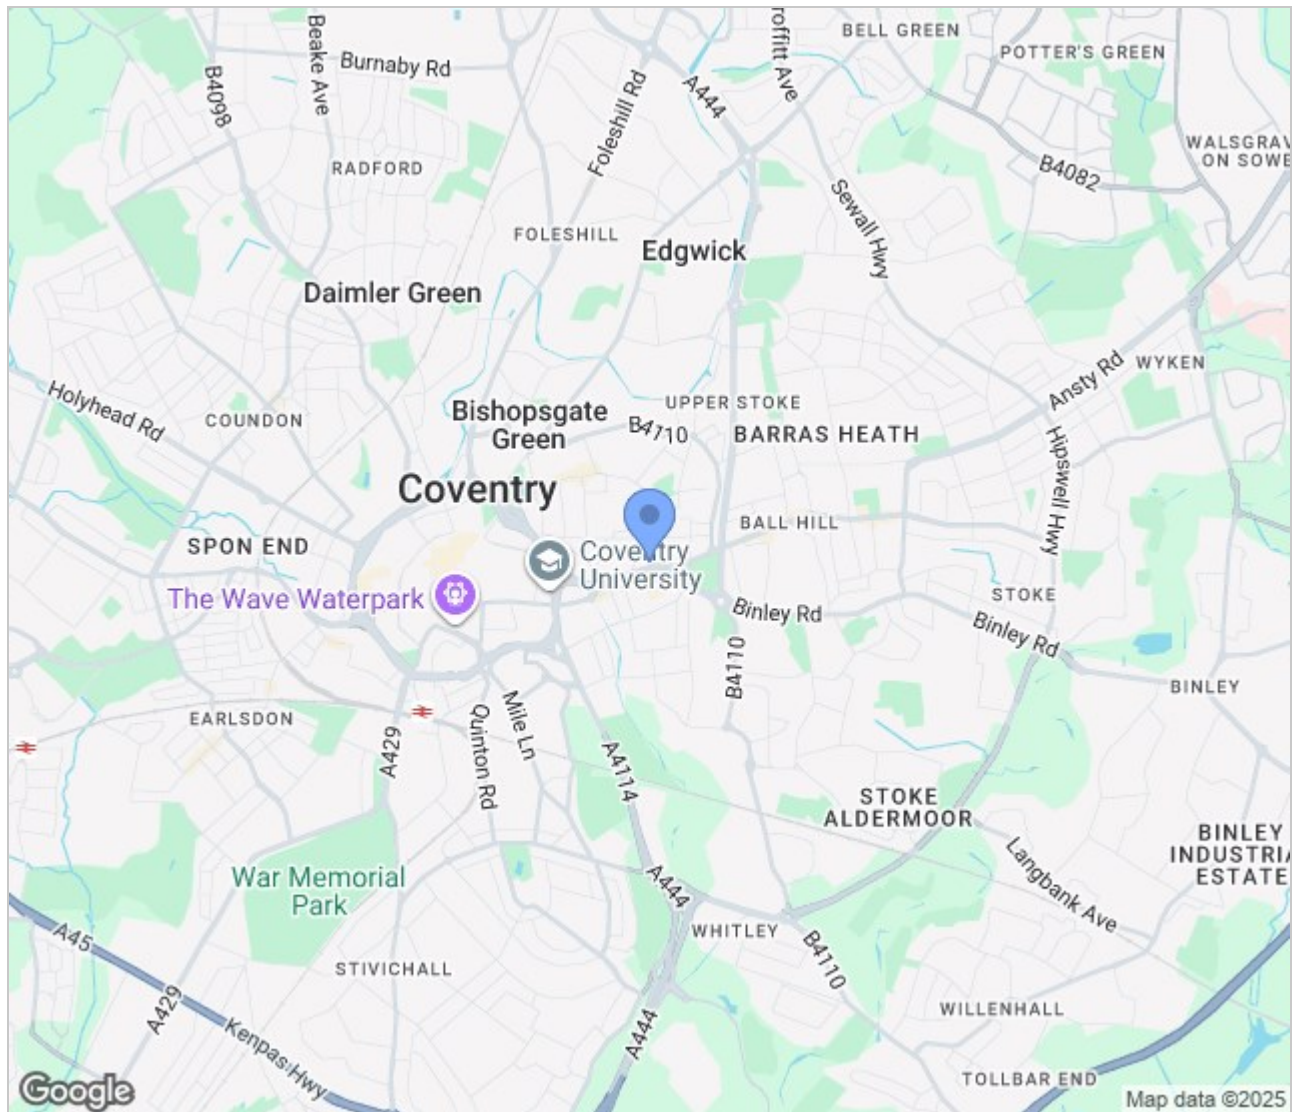 BELL GREEN
POTTER'S GREEN
Beake Ave
Burnaby Rd
B4098
Foleshill Rd
A444
roffitt Ave
WALSGRAV
ON SOWE
B4082
RADFORD
Sewall Hwy
FOLESHILL
Edgwick
Daimler Green
Ansty Rd
WYKEN
Holyhead Rd
COUNDON
Bishopsgate
Green
UPPER STOKE
B4110
BARRAS HEATH
Hipswell Hwy
Coventry
BALL HILL
SPON END
Coventry
University
The Wave Waterpark
STOKE
Binley Rd
Binley Rd
B4110
BINLEY
EARLSDON
Mile Ln
Quinton Rd
A429
A4114
STOKE
ALDERMOOR
BINLEY
INDUSTRIA
ESTATE
Langbank Ave
War Memorial
Park
A444
WHITLEY
A45
B4110
STIVICHALL
A429
WILLENHALL
Kenpas Hwy
A444
TOLLBAR END
Google
Map data ©2025